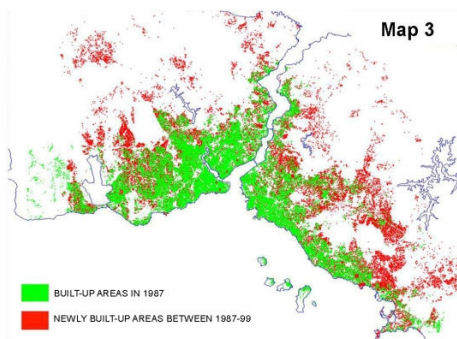 Map 3
BUILT-UP AREAS IN 1987
NEWLY BUILT-UP AREAS BETWEEN 1987-99